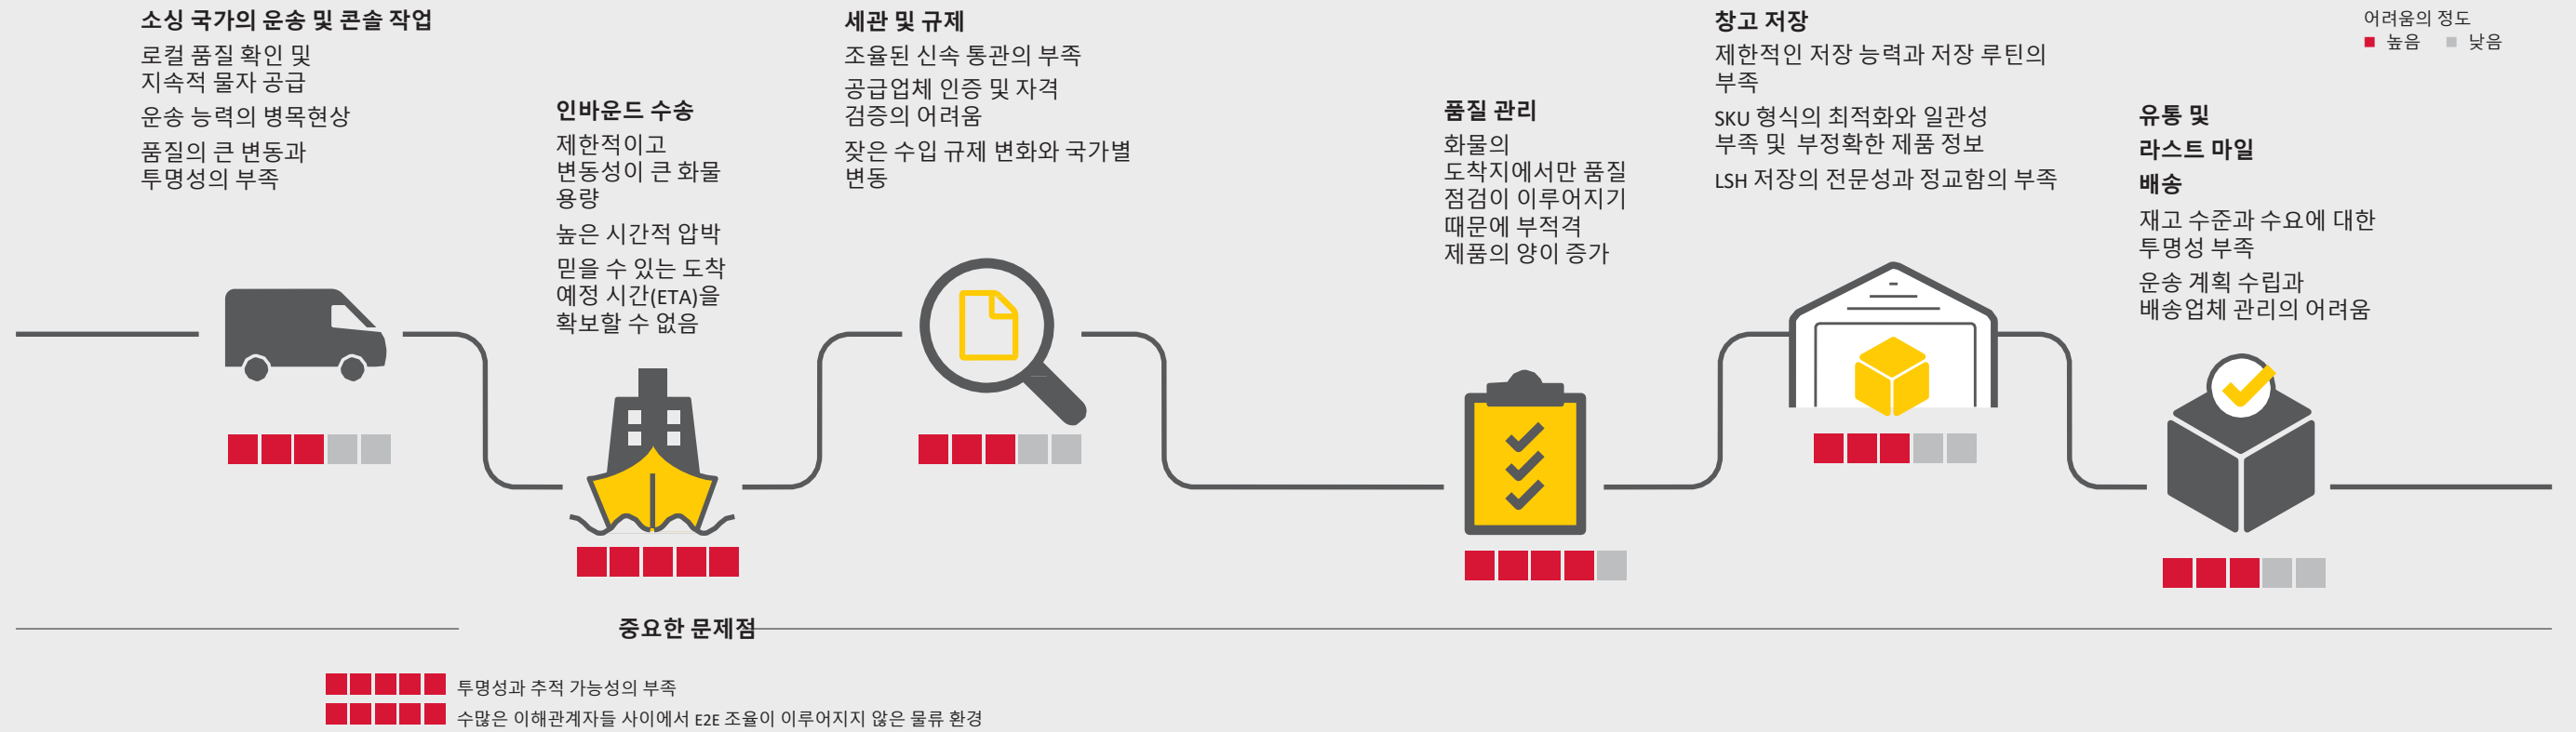 소싱 국가의 운송 및 콘솔 작업
로컬 품질 확인 및
지속적 물자 공급
운송 능력의 병목현상
품질의 큰 변동과
투명성의 부족
인바운드 수송
제한적이고
변동성이 큰 화물
용량
높은 시간적 압박
믿을 수 있는 도착
예정 시간(ETA)을
확보할 수 없음
세관 및 규제
조율된 신속 통관의 부족
공급업체 인증 및 자격
검증의 어려움
잦은 수입 규제 변화와 국가별
변동
품질 관리
화물의
도착지에서만 품질
점검이 이루어지기
때문에 부적격
제품의 양이 증가
창고 저장
제한적인 저장 능력과 저장 루틴의
부족
SKU 형식의 최적화와 일관성
부족 및 부정확한 제품 정보
LSH 저장의 전문성과 정교함의 부족
유통 및
라스트 마일
배송
재고 수준과 수요에 대한
투명성 부족
운송 계획 수립과
배송업체 관리의 어려움
어려움의 정도
높음 낮음
중요한 문제점
투명성과 추적 가능성의 부족
수많은 이해관계자들 사이에서 E2E 조율이 이루어지지 않은 물류 환경